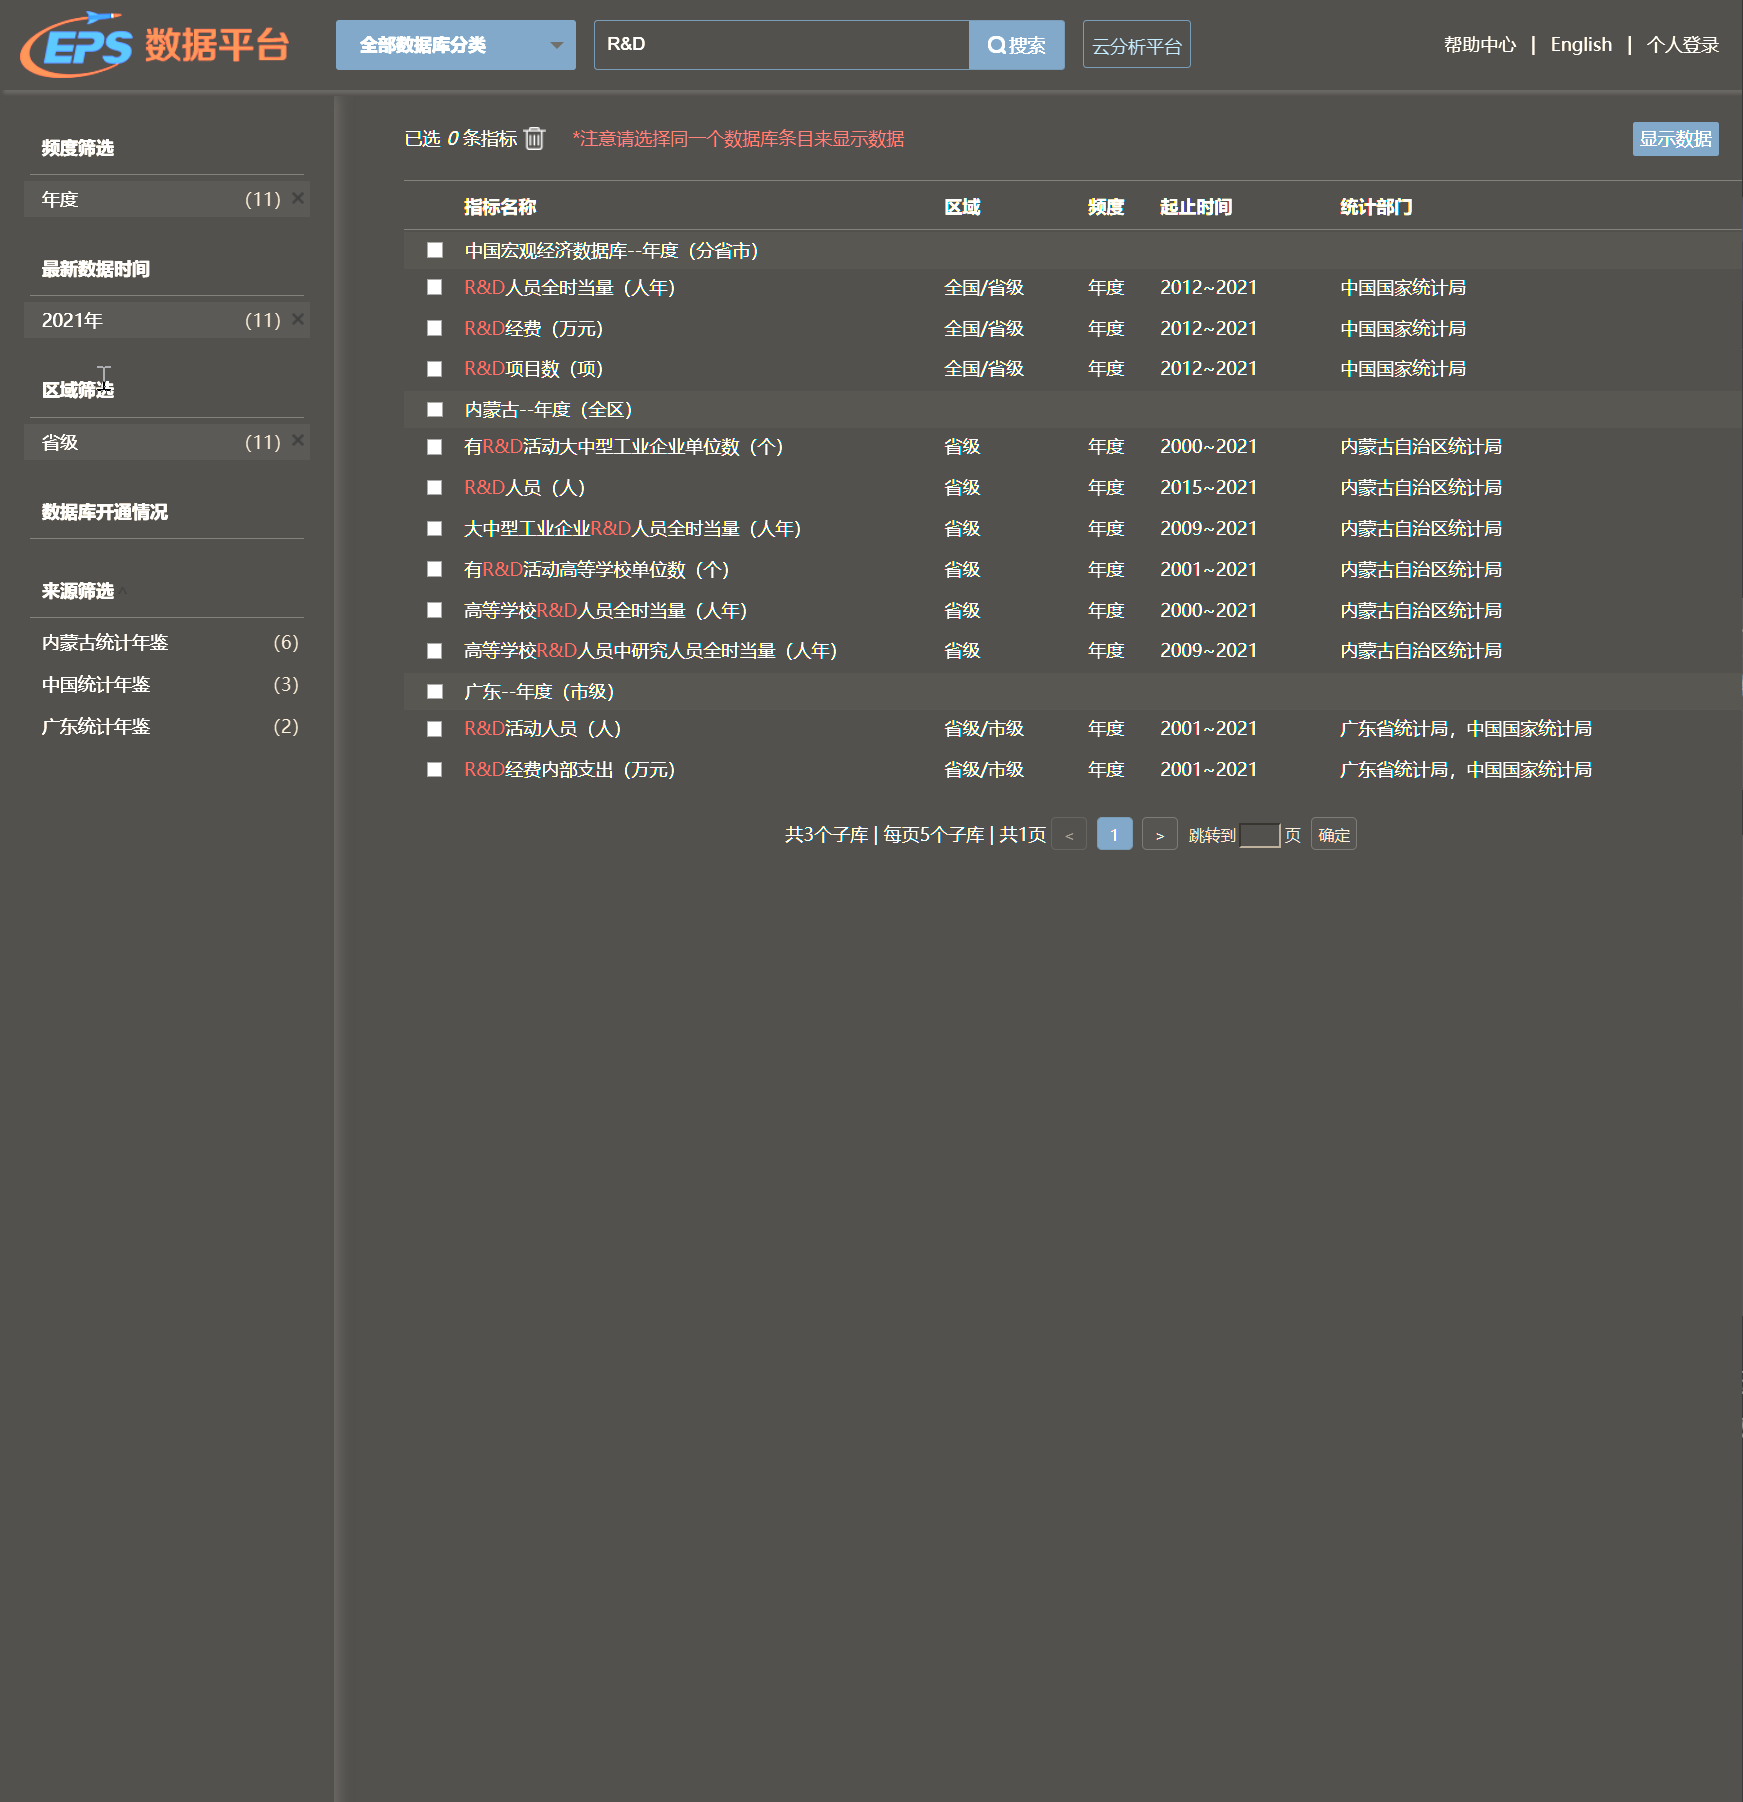 EPS 数据平台
全部数据库分类
R&D
搜索
云分析平台
帮助中心 | English | 个人登录
频度筛选
年度 (11) ×
最新数据时间
2021年 (11) ×
区域筛选
省级 (11) ×
数据库开通情况
来源筛选
内蒙古统计年鉴 (6)
中国统计年鉴 (3)
广东统计年鉴 (2)
已选 0 条指标 *注意请选择同一个数据库条目来显示数据
显示数据
指标名称 区域 频度 起止时间 统计部门
中国宏观经济数据库--年度（分省市）
R&D人员全时当量（人年） 全国/省级 年度 2012~2021 中国国家统计局
R&D经费（万元） 全国/省级 年度 2012~2021 中国国家统计局
R&D项目数（项） 全国/省级 年度 2012~2021 中国国家统计局
内蒙古--年度（全区）
有R&D活动大中型工业企业单位数（个） 省级 年度 2000~2021 内蒙古自治区统计局
R&D人员（人） 省级 年度 2015~2021 内蒙古自治区统计局
大中型工业企业R&D人员全时当量（人年） 省级 年度 2009~2021 内蒙古自治区统计局
有R&D活动高等学校单位数（个） 省级 年度 2001~2021 内蒙古自治区统计局
高等学校R&D人员全时当量（人年） 省级 年度 2000~2021 内蒙古自治区统计局
高等学校R&D人员中研究人员全时当量（人年） 省级 年度 2009~2021 内蒙古自治区统计局
广东--年度（市级）
R&D活动人员（人） 省级/市级 年度 2001~2021 广东省统计局，中国国家统计局
R&D经费内部支出（万元） 省级/市级 年度 2001~2021 广东省统计局，中国国家统计局
共3个子库 | 每页5个子库 | 共1页 < 1 > 跳转到 页 确定